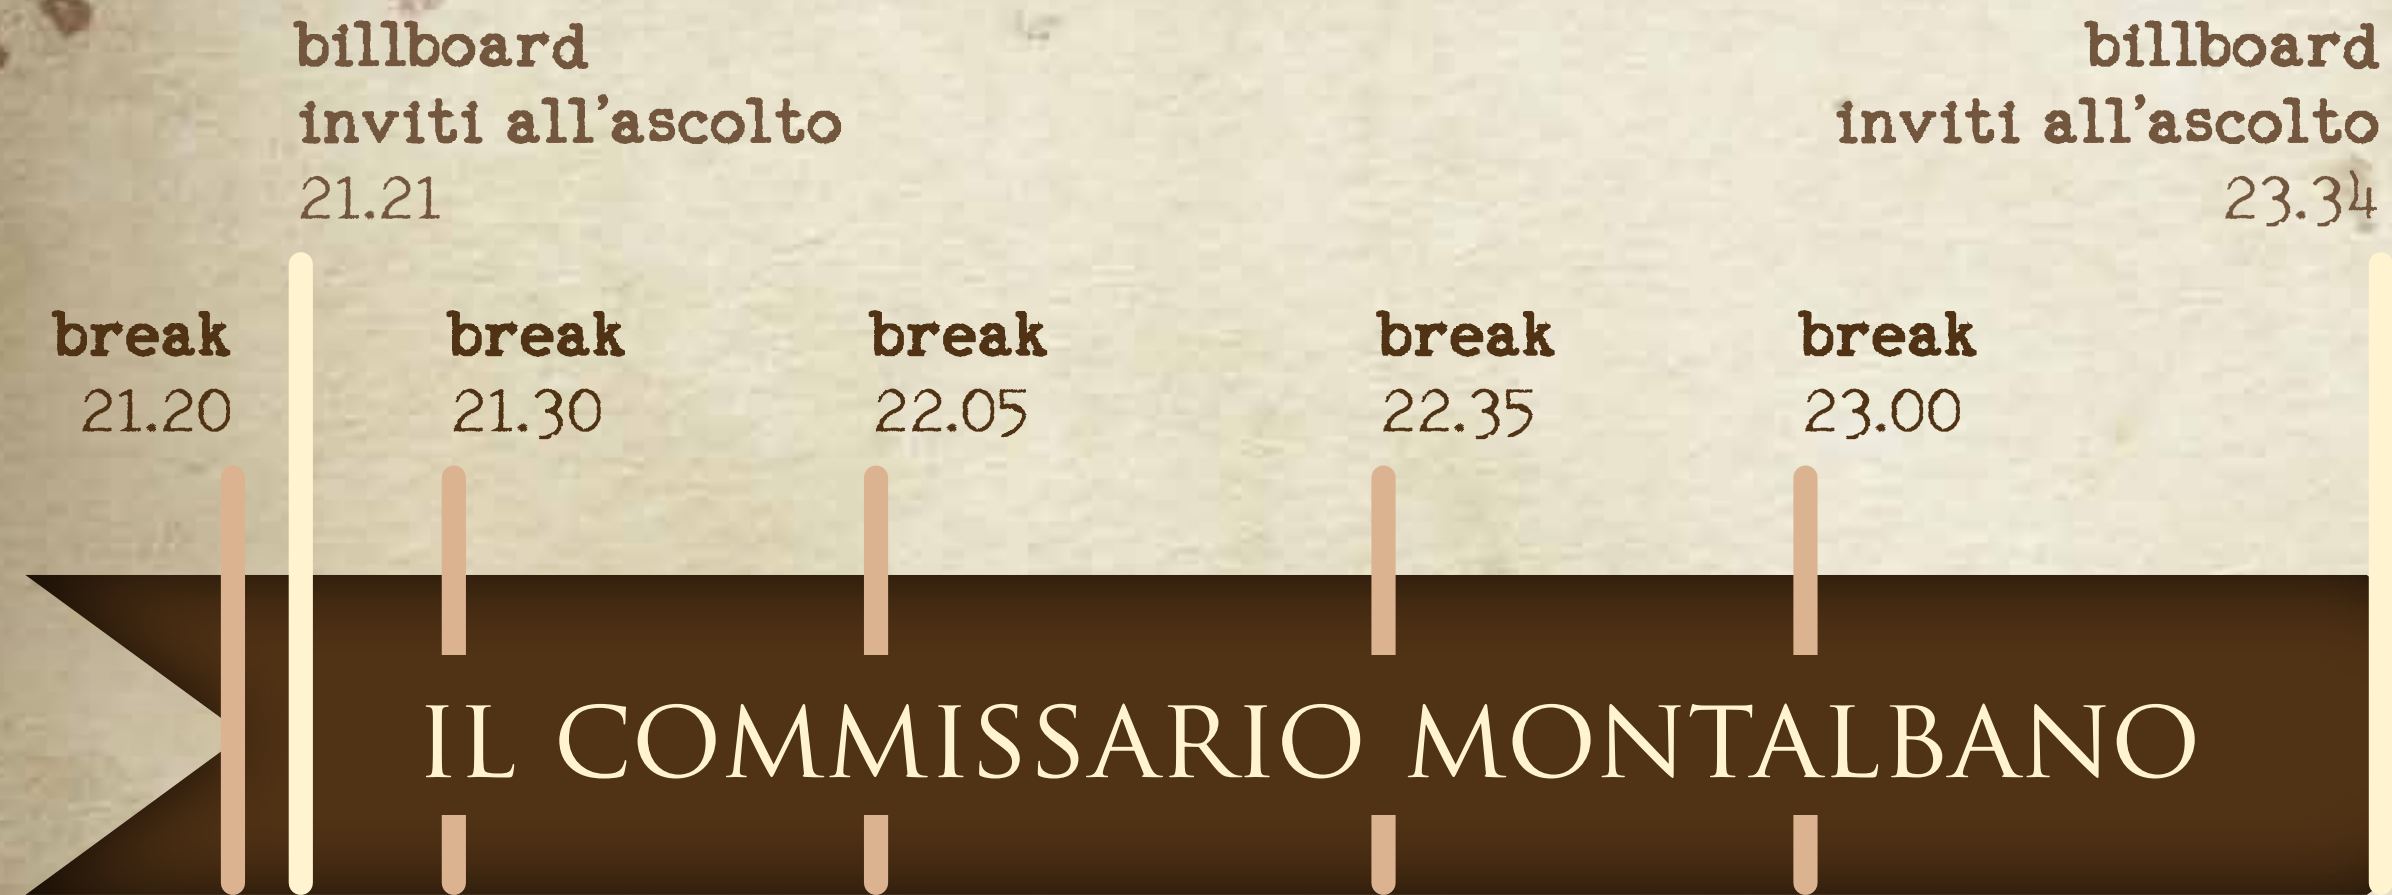 billboard
inviti all'ascolto
21.21
billboard
inviti all'ascolto
23.34
break
21.20
break
21.30
break
22.05
break
22.35
break
23.00
IL COMMISSARIO MONTALBANO